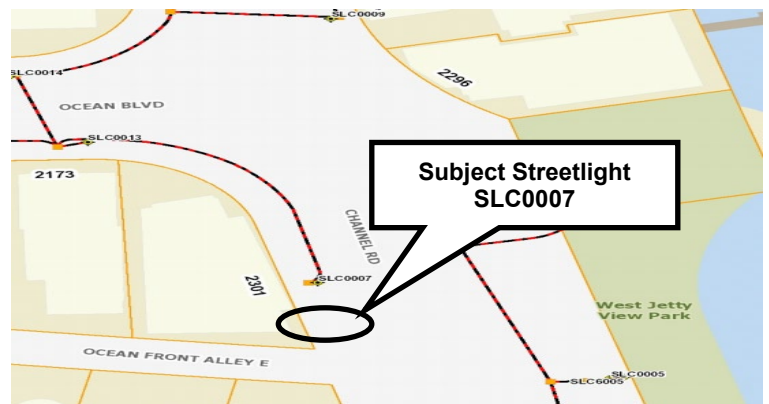 SLC0009
SLC0014
2296
OCEAN BLVD
SLC0013
2173
Subject Streetlight
SLC0007
CHANNEL RD
SLC0007
2301
West Jetty
View Park
OCEAN FRONT ALLEY E
SLC6005
SLC0005